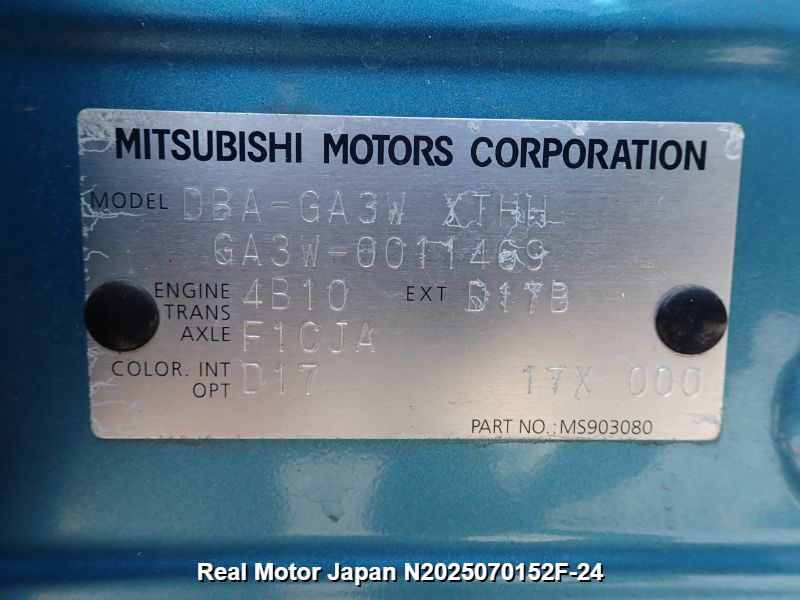 MITSUBISHI MOTORS CORPORATION
MODEL DBA-GA3W XTHH
GA3W-0011469
ENGINE 4B10 EXT D17B
TRANS
AXLE F1CJA
COLOR. INT D17 17X 000
OPT
PART NO.: MS903080
Real Motor Japan N2025070152F-24